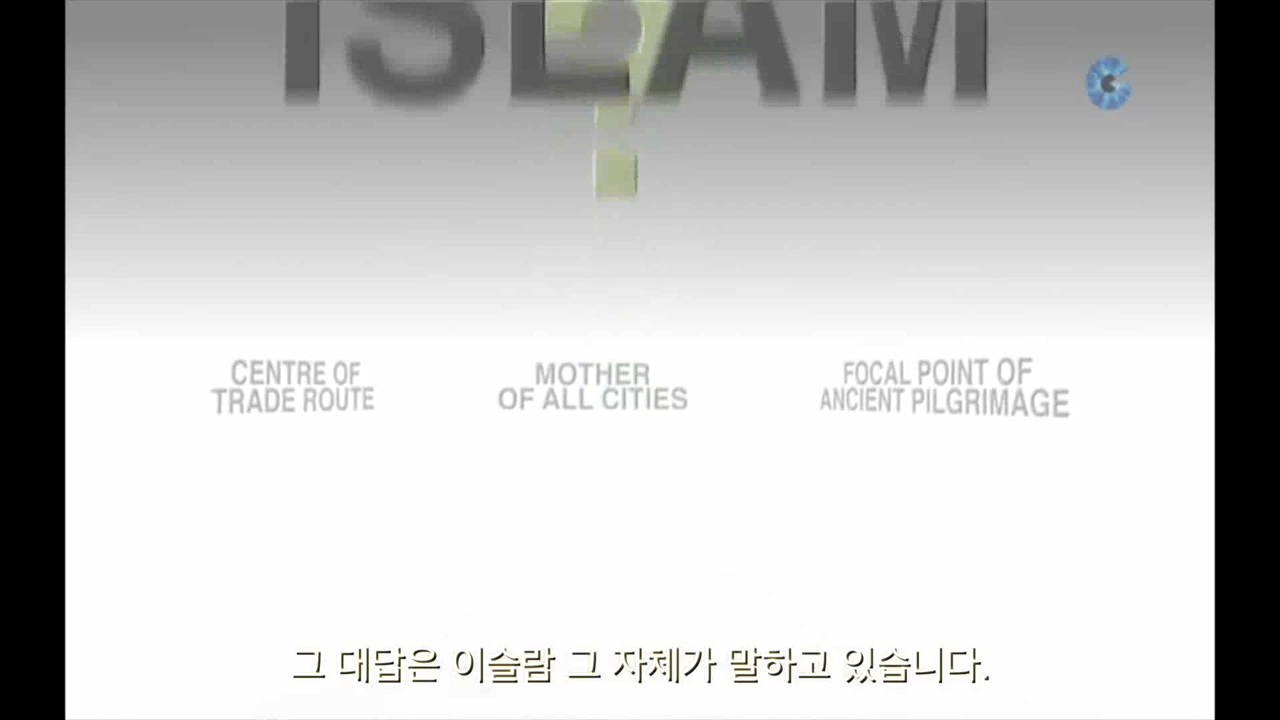 ISLAM
?
CENTRE OF
TRADE ROUTE
MOTHER
OF ALL CITIES
FOCAL POINT OF
ANCIENT PILGRIMAGE
그 대답은 이슬람 그 자체가 말하고 있습니다.